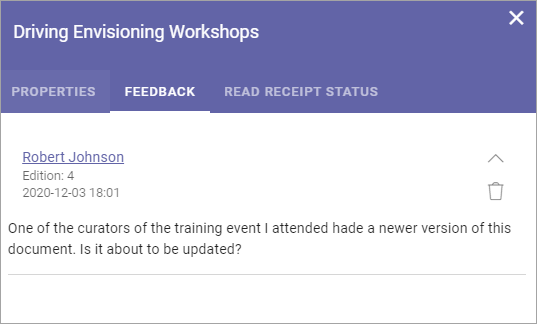 Driving Envisioning Workshops
PROPERTIES FEEDBACK READ RECEIPT STATUS
Robert Johnson
Edition: 4
2020-12-03 18:01
One of the curators of the training event I attended hade a newer version of this
document. Is it about to be updated?